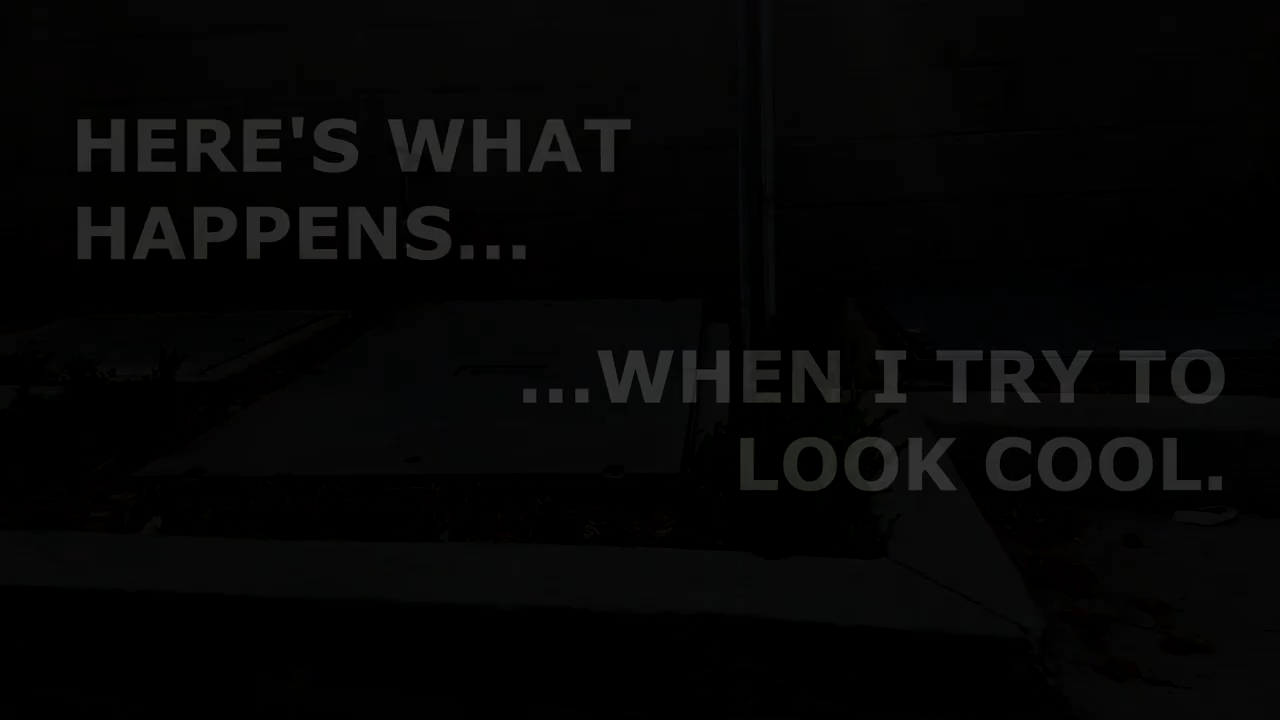 HERE'S WHAT
HAPPENS...
...WHEN I TRY TO
LOOK COOL.